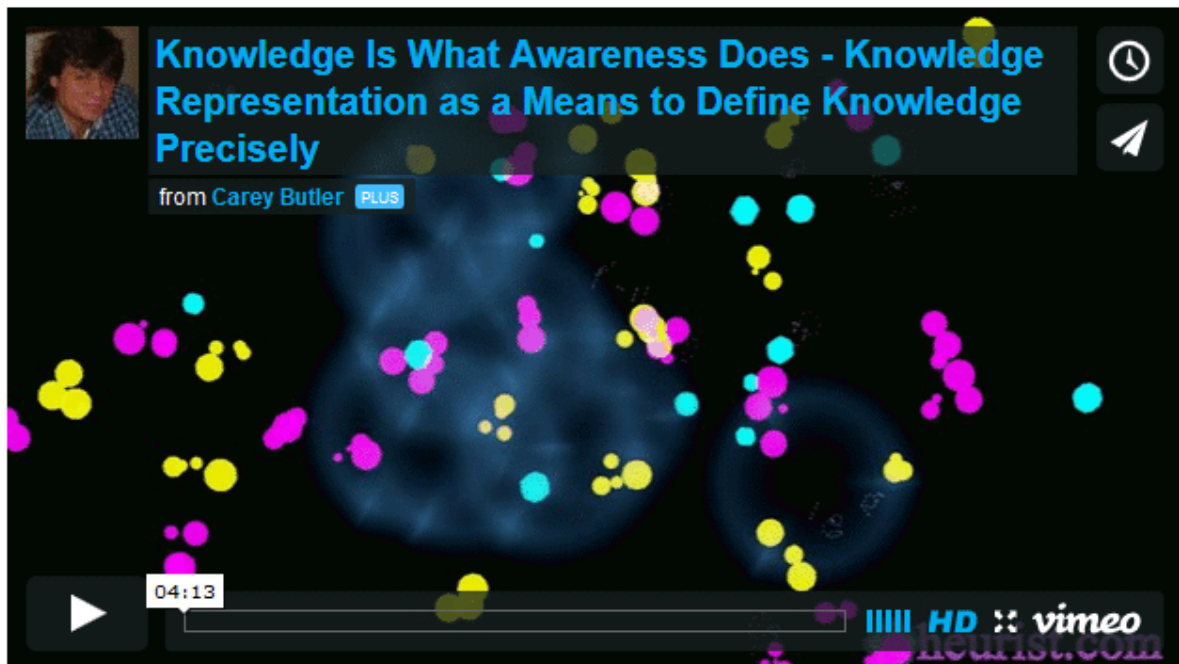 Knowledge Is What Awareness Does - Knowledge
Representation as a Means to Define Knowledge
Precisely
from Carey Butler PLUS
04:13
HD vimeo
heurist.com